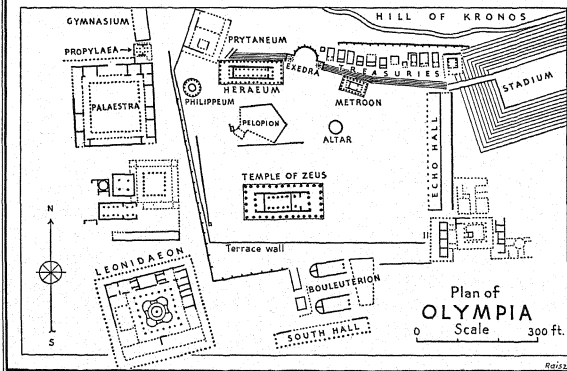 GYMNASIUM
HILL OF KRONOS
PRYTANEUM
PROPYLAEA
EXEDRA
TREASURIES
STADIUM
HERAEUM
PALAESTRA
PHILIPPEUM
METROON
PELOPION
ALTAR
ECHO HALL
TEMPLE OF ZEUS
N
S
Terrace wall
LEONIDAEON
BOULEUTERION
SOUTH HALL
Plan of
OLYMPIA
Scale
0 300 ft.
Raisz